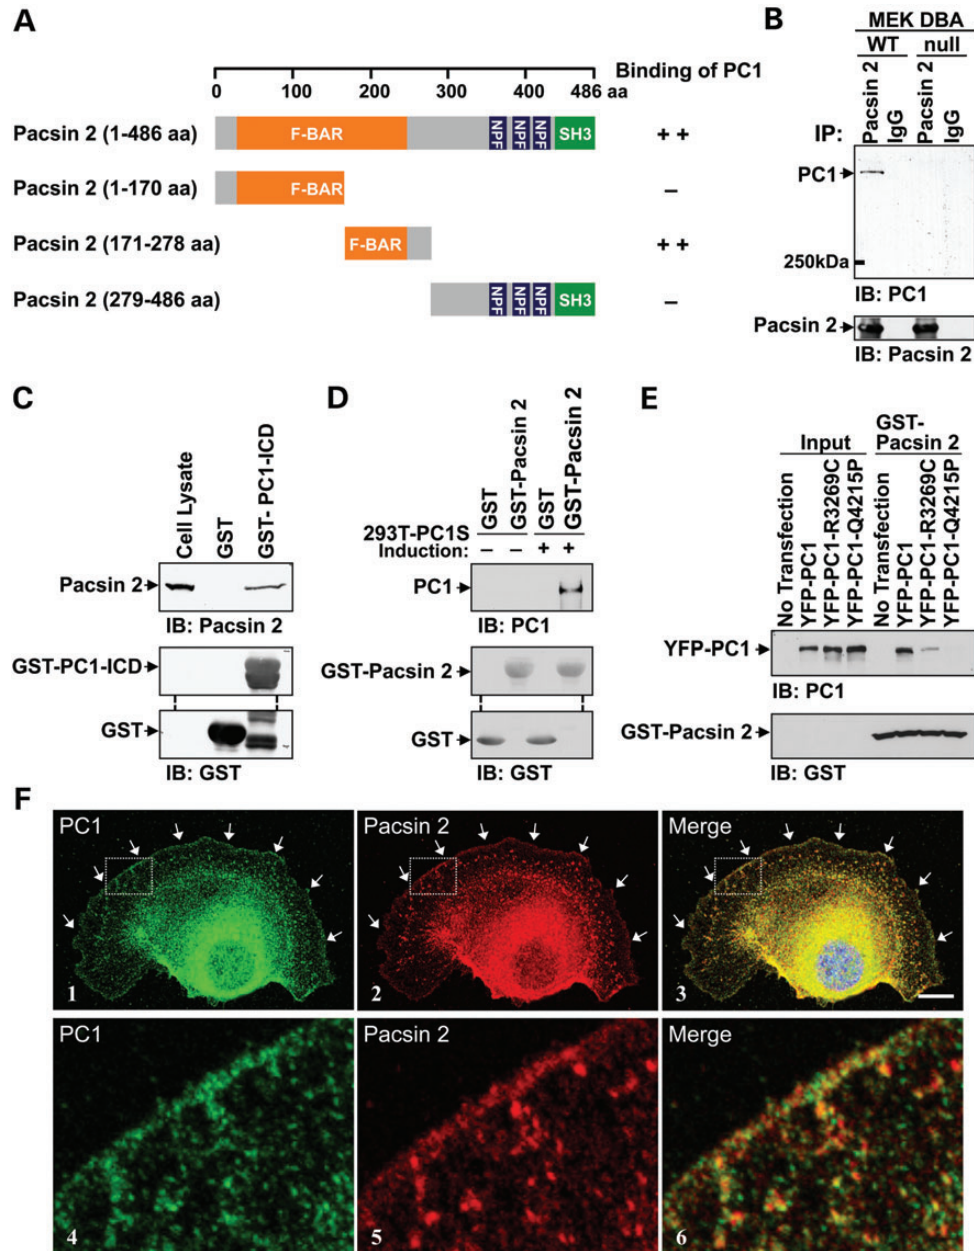 A
Binding of PC1
0 100 200 300 400 486 aa
Pacsin 2 (1-486 aa) F-BAR NPF NPF NPF SH3 + +
Pacsin 2 (1-170 aa) F-BAR –
Pacsin 2 (171-278 aa) F-BAR + +
Pacsin 2 (279-486 aa) NPF NPF NPF SH3 –
B
MEK DBA
WT null
IP: Pacsin 2 IgG Pacsin 2 IgG
PC1
250kDa
IB: PC1
Pacsin 2
IB: Pacsin 2
C
Cell Lysate GST GST- PC1-ICD
Pacsin 2
IB: Pacsin 2
GST-PC1-ICD
GST
IB: GST
D
GST GST-Pacsin 2 GST GST-Pacsin 2
293T-PC1S
Induction: – – + +
PC1
IB: PC1
GST-Pacsin 2
GST
IB: GST
E
GST-
Input Pacsin 2
No Transfection YFP-PC1 YFP-PC1-R3269C YFP-PC1-Q4215P No Transfection YFP-PC1 YFP-PC1-R3269C YFP-PC1-Q4215P
YFP-PC1
IB: PC1
GST-Pacsin 2
IB: GST
F
PC1 Pacsin 2 Merge
1 2 3
PC1 Pacsin 2 Merge
4 5 6